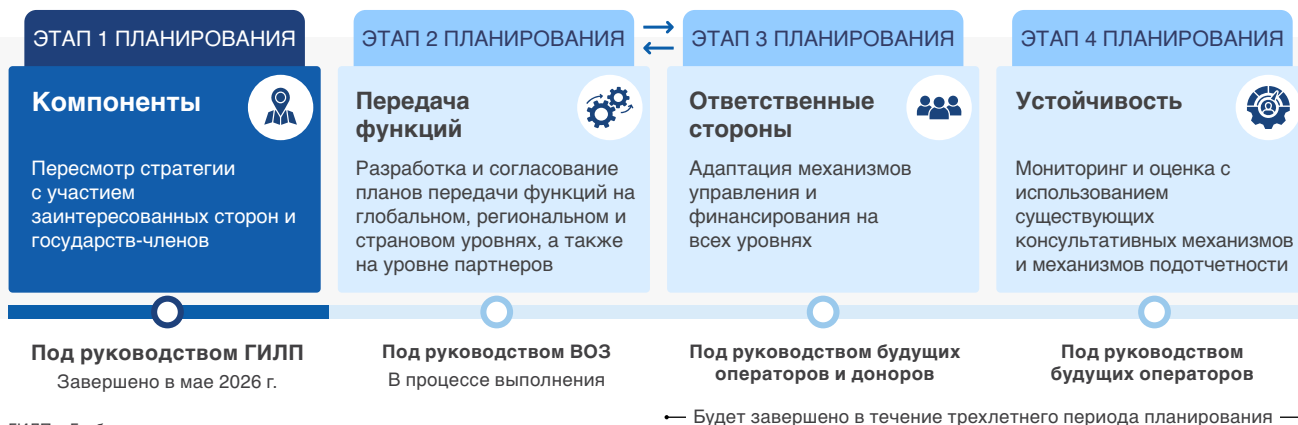 ЭТАП 1 ПЛАНИРОВАНИЯ
Компоненты
Пересмотр стратегии
с участием
заинтересованных сторон и
государств-членов
Под руководством ГИЛП
Завершено в мае 2026 г.
ЭТАП 2 ПЛАНИРОВАНИЯ
Передача
функций
Разработка и согласование
планов передачи функций на
глобальном, региональном и
страновом уровнях, а также
на уровне партнеров
Под руководством ВОЗ
В процессе выполнения
ЭТАП 3 ПЛАНИРОВАНИЯ
Ответственные
стороны
Адаптация механизмов
управления и
финансирования на
всех уровнях
Под руководством будущих
операторов и доноров
ЭТАП 4 ПЛАНИРОВАНИЯ
Устойчивость
Мониторинг и оценка с
использованием
существующих
консультативных механизмов
и механизмов подотчетности
Под руководством
будущих операторов
Будет завершено в течение трехлетнего периода планирования